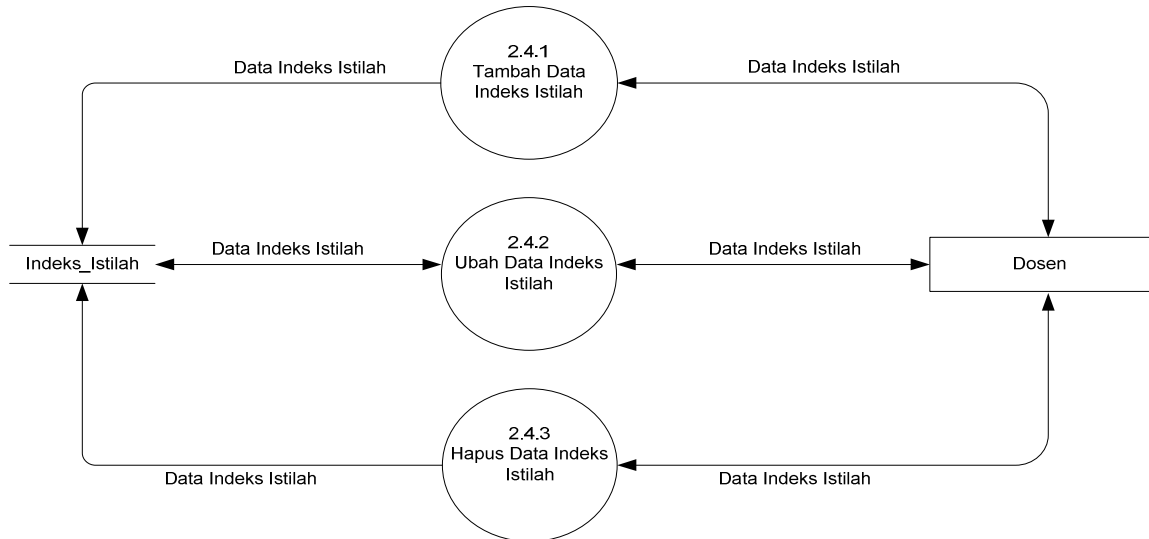 2.4.1
Tambah Data
Indeks Istilah
Data Indeks Istilah
Data Indeks Istilah
Indeks_Istilah
Data Indeks Istilah
2.4.2
Ubah Data Indeks
Istilah
Data Indeks Istilah
Dosen
2.4.3
Hapus Data Indeks
Istilah
Data Indeks Istilah
Data Indeks Istilah